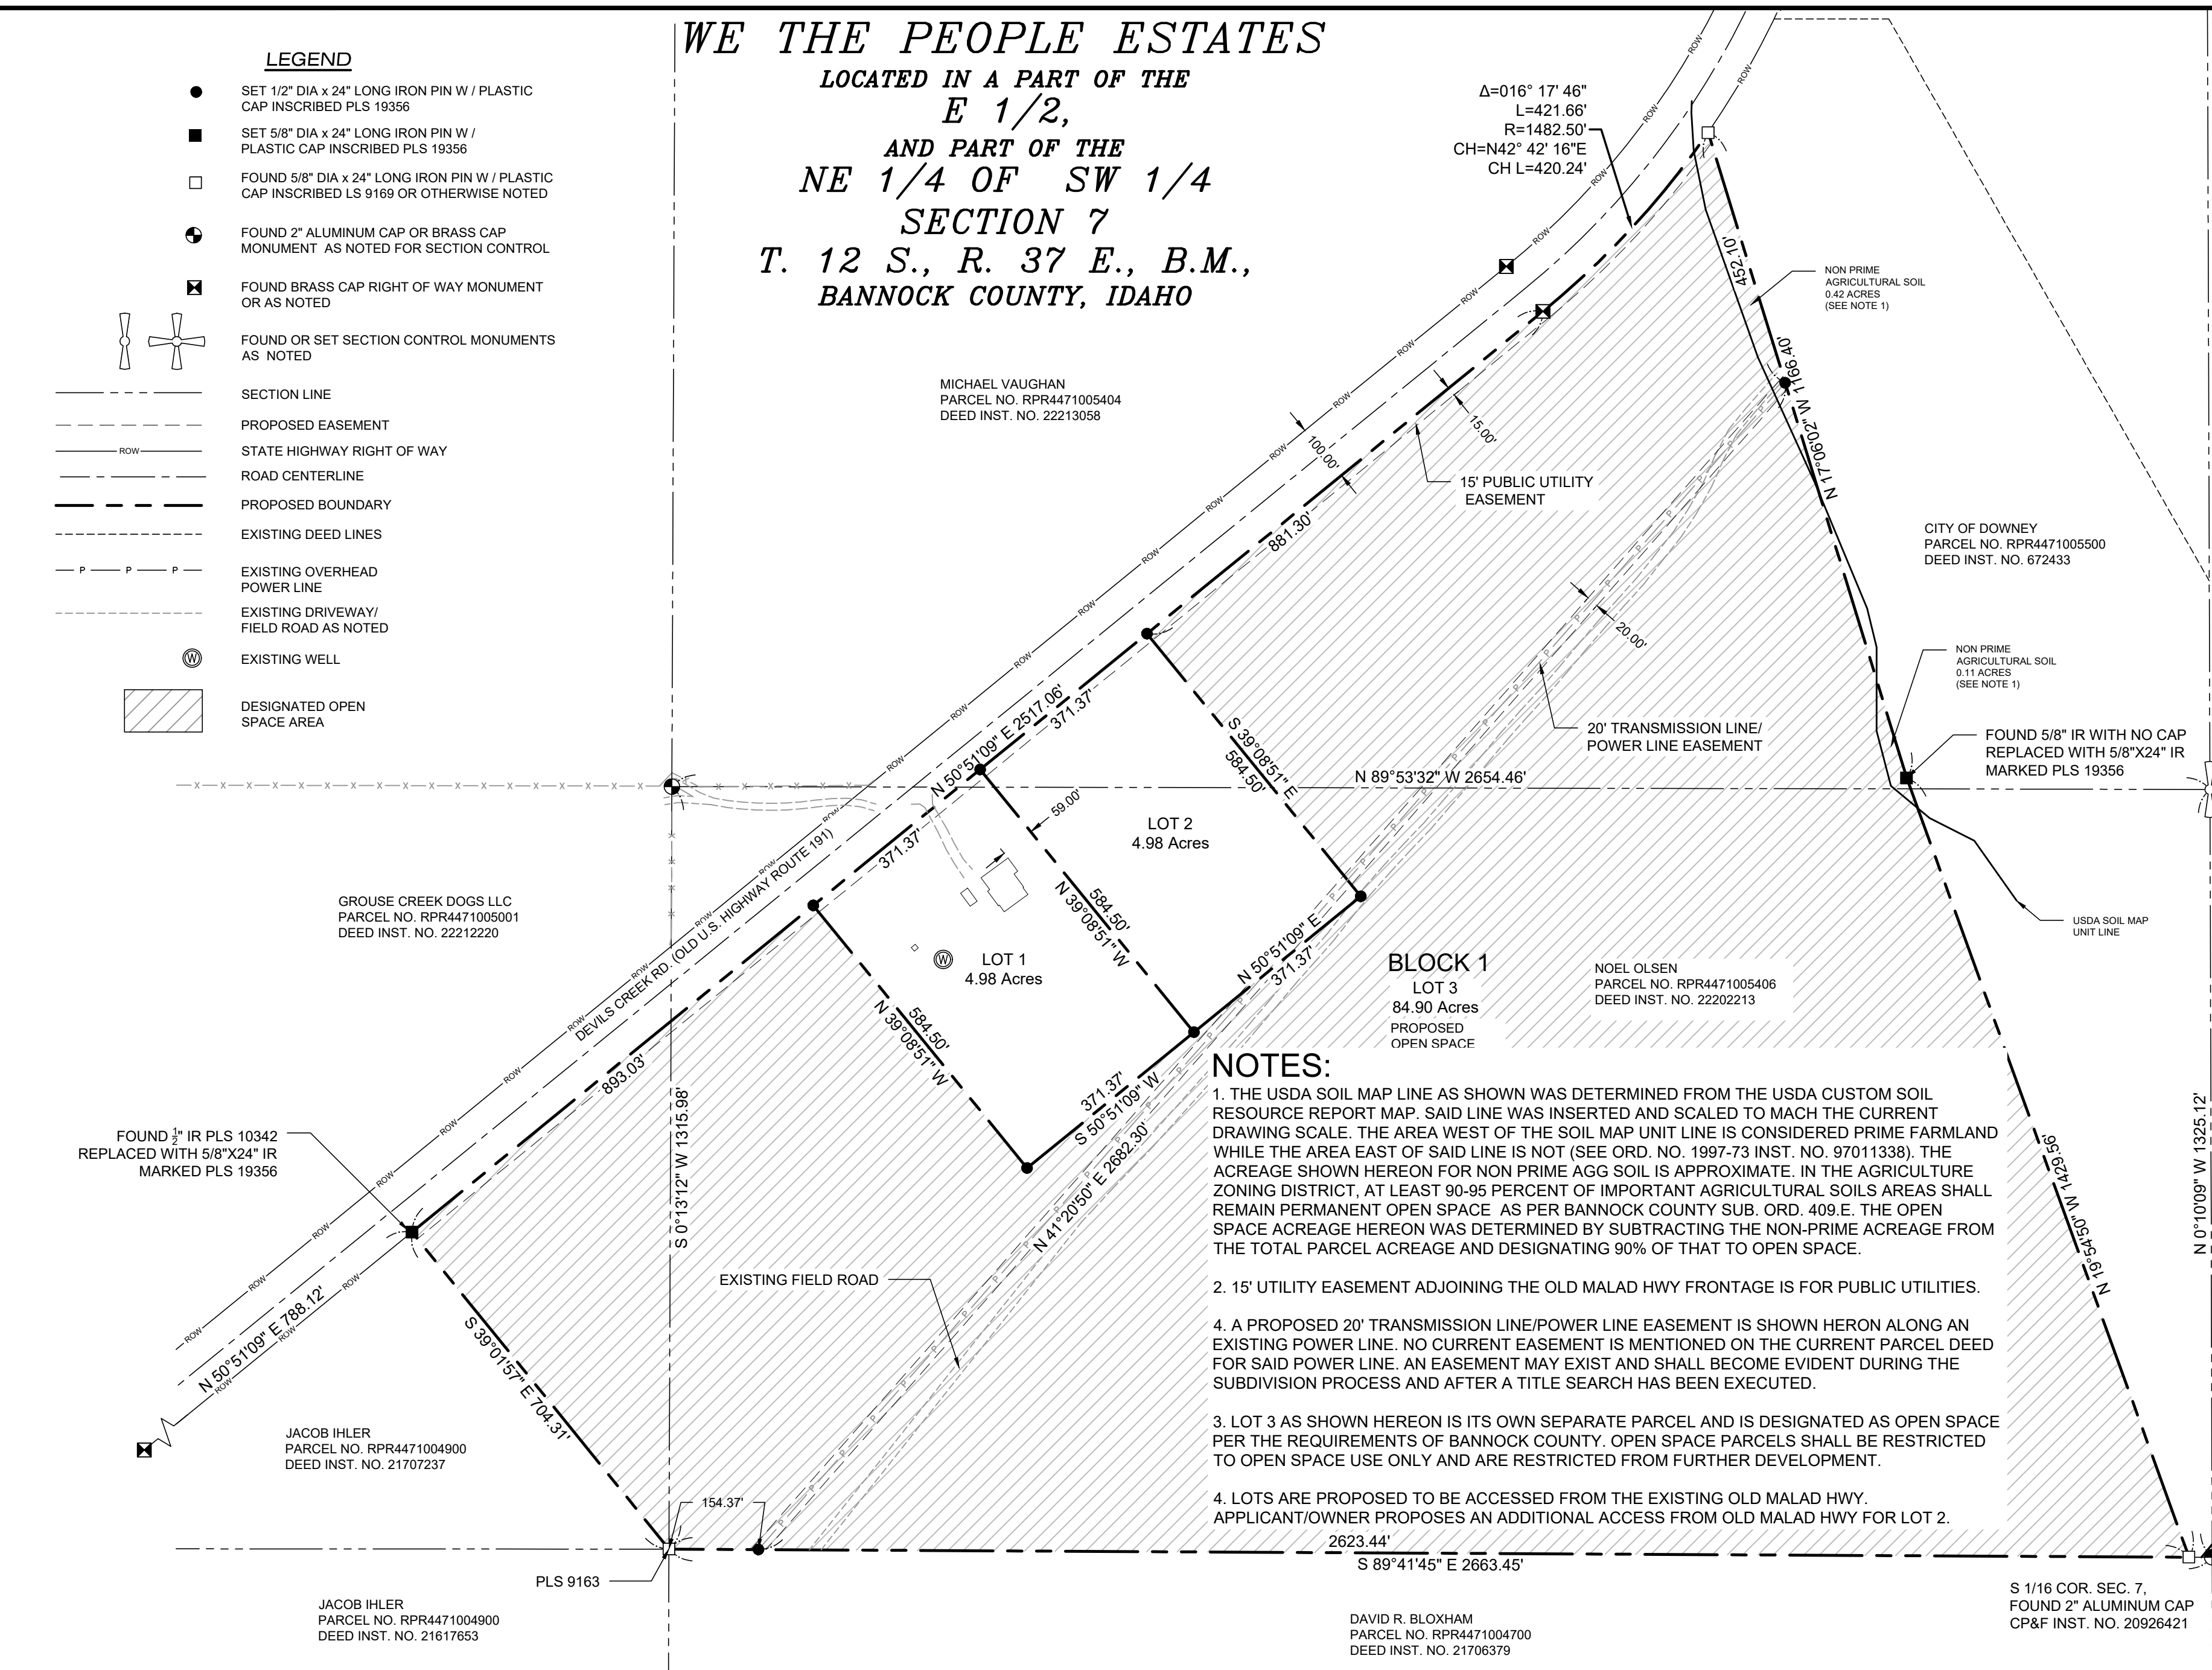 WE THE PEOPLE ESTATES
LOCATED IN A PART OF THE
E 1/2,
AND PART OF THE
NE 1/4 OF SW 1/4
SECTION 7
T. 12 S., R. 37 E., B.M.,
BANNOCK COUNTY, IDAHO
LEGEND
SET 1/2" DIA x 24" LONG IRON PIN W / PLASTIC
CAP INSCRIBED PLS 19356
SET 5/8" DIA x 24" LONG IRON PIN W /
PLASTIC CAP INSCRIBED PLS 19356
FOUND 5/8" DIA x 24" LONG IRON PIN W / PLASTIC
CAP INSCRIBED LS 9169 OR OTHERWISE NOTED
FOUND 2" ALUMINUM CAP OR BRASS CAP
MONUMENT AS NOTED FOR SECTION CONTROL
FOUND BRASS CAP RIGHT OF WAY MONUMENT
OR AS NOTED
FOUND OR SET SECTION CONTROL MONUMENTS
AS NOTED
SECTION LINE
PROPOSED EASEMENT
ROW
STATE HIGHWAY RIGHT OF WAY
ROAD CENTERLINE
PROPOSED BOUNDARY
EXISTING DEED LINES
P P P
EXISTING OVERHEAD
POWER LINE
EXISTING DRIVEWAY/
FIELD ROAD AS NOTED
W
EXISTING WELL
DESIGNATED OPEN
SPACE AREA
Δ=016° 17' 46"
L=421.66'
R=1482.50'
CH=N42° 42' 16"E
CH L=420.24'
MICHAEL VAUGHAN
PARCEL NO. RPR4471005404
DEED INST. NO. 22213058
452.10'
NON PRIME
AGRICULTURAL SOIL
0.42 ACRES
(SEE NOTE 1)
N 17°06'02" W 1166.40'
15.00'
100.00'
15' PUBLIC UTILITY
EASEMENT
881.30'
CITY OF DOWNEY
PARCEL NO. RPR4471005500
DEED INST. NO. 672433
20.00'
NON PRIME
AGRICULTURAL SOIL
0.11 ACRES
(SEE NOTE 1)
20' TRANSMISSION LINE/
POWER LINE EASEMENT
FOUND 5/8" IR WITH NO CAP
REPLACED WITH 5/8"X24" IR
MARKED PLS 19356
N 50°51'09" E 2517.06'
371.37'
S 39°08'51" E
584.50'
N 89°53'32" W 2654.46'
59.00'
LOT 2
4.98 Acres
371.37'
DEVILS CREEK RD. (OLD U.S. HIGHWAY ROUTE 191)
GROUSE CREEK DOGS LLC
PARCEL NO. RPR4471005001
DEED INST. NO. 22212220
584.50'
N 39°08'51" W
USDA SOIL MAP
UNIT LINE
W
LOT 1
4.98 Acres
N 50°51'09" E
371.37'
BLOCK 1
LOT 3
84.90 Acres
PROPOSED
OPEN SPACE
NOEL OLSEN
PARCEL NO. RPR4471005406
DEED INST. NO. 22202213
584.50'
N 39°08'51" W
893.03'
371.37'
S 50°51'09" W
S 0°13'12" W 1315.98'
N 41°20'50" E 2682.30'
FOUND 1/2" IR PLS 10342
REPLACED WITH 5/8"X24" IR
MARKED PLS 19356
NOTES:
1. THE USDA SOIL MAP LINE AS SHOWN WAS DETERMINED FROM THE USDA CUSTOM SOIL
RESOURCE REPORT MAP. SAID LINE WAS INSERTED AND SCALED TO MACH THE CURRENT
DRAWING SCALE. THE AREA WEST OF THE SOIL MAP UNIT LINE IS CONSIDERED PRIME FARMLAND
WHILE THE AREA EAST OF SAID LINE IS NOT (SEE ORD. NO. 1997-73 INST. NO. 97011338). THE
ACREAGE SHOWN HEREON FOR NON PRIME AGG SOIL IS APPROXIMATE. IN THE AGRICULTURE
ZONING DISTRICT, AT LEAST 90-95 PERCENT OF IMPORTANT AGRICULTURAL SOILS AREAS SHALL
REMAIN PERMANENT OPEN SPACE AS PER BANNOCK COUNTY SUB. ORD. 409.E. THE OPEN
SPACE ACREAGE HEREON WAS DETERMINED BY SUBTRACTING THE NON-PRIME ACREAGE FROM
THE TOTAL PARCEL ACREAGE AND DESIGNATING 90% OF THAT TO OPEN SPACE.
2. 15' UTILITY EASEMENT ADJOINING THE OLD MALAD HWY FRONTAGE IS FOR PUBLIC UTILITIES.
4. A PROPOSED 20' TRANSMISSION LINE/POWER LINE EASEMENT IS SHOWN HERON ALONG AN
EXISTING POWER LINE. NO CURRENT EASEMENT IS MENTIONED ON THE CURRENT PARCEL DEED
FOR SAID POWER LINE. AN EASEMENT MAY EXIST AND SHALL BECOME EVIDENT DURING THE
SUBDIVISION PROCESS AND AFTER A TITLE SEARCH HAS BEEN EXECUTED.
3. LOT 3 AS SHOWN HEREON IS ITS OWN SEPARATE PARCEL AND IS DESIGNATED AS OPEN SPACE
PER THE REQUIREMENTS OF BANNOCK COUNTY. OPEN SPACE PARCELS SHALL BE RESTRICTED
TO OPEN SPACE USE ONLY AND ARE RESTRICTED FROM FURTHER DEVELOPMENT.
4. LOTS ARE PROPOSED TO BE ACCESSED FROM THE EXISTING OLD MALAD HWY.
APPLICANT/OWNER PROPOSES AN ADDITIONAL ACCESS FROM OLD MALAD HWY FOR LOT 2.
N 19°54'50" W 1429.56'
N 0°10'09" W 1325.12'
EXISTING FIELD ROAD
N 50°51'09" E 788.12'
S 39°01'57" E 704.31'
JACOB IHLER
PARCEL NO. RPR4471004900
DEED INST. NO. 21707237
154.37'
2623.44'
S 89°41'45" E 2663.45'
PLS 9163
JACOB IHLER
PARCEL NO. RPR4471004900
DEED INST. NO. 21617653
DAVID R. BLOXHAM
PARCEL NO. RPR4471004700
DEED INST. NO. 21706379
S 1/16 COR. SEC. 7,
FOUND 2" ALUMINUM CAP
CP&F INST. NO. 20926421